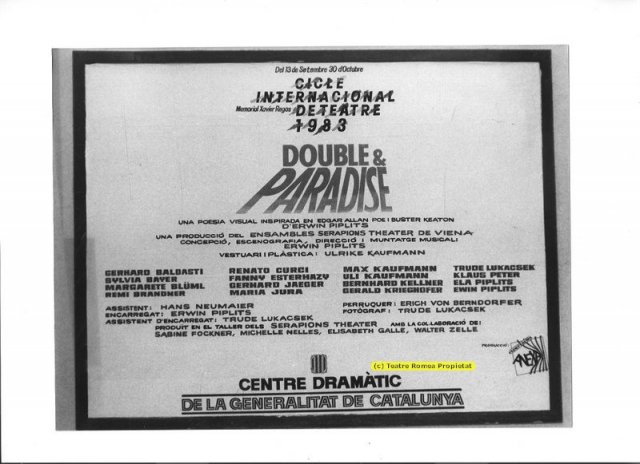 Del 13 de Setembre 30 d'Octubre
CICLE
INTERNACIONAL
Memorial Xavier Regàs DE TEATRE
1983
DOUBLE &
PARADISE
UNA POESIA VISUAL INSPIRADA EN EDGAR ALLAN POE I BUSTER KEATON
D'ERWIN PIPLITS
UNA PRODUCCIÓ DEL ENSAMBLES SERAPIONS THEATER DE VIENA
CONCEPCIÓ, ESCENOGRAFIA, DIRECCIÓ I MUNTATGE MUSICAL:
ERWIN PIPLITS
VESTUARI I PLÀSTICA: ULRIKE KAUFMANN
GERHARD BALDASTI RENATO CURCI MAX KAUFMANN TRUDE LUKACSEK
SYLVIA BAYER FANNY ESTERHAZY ULI KAUFMANN KLAUS PETER
MARGARETE BLÜML GERHARD JAEGER BERNHARD KELLNER ELA PIPLITS
REMI BRANDNER MARIA JURA GERALD KRIEGHOFER EWIN PIPLITS
ASSISTENT: HANS NEUMAIER PERRUQUER: ERICH VON BERNDORFER
ENCARREGAT: ERWIN PIPLITS FOTÒGRAF: TRUDE LUKACSEK
ASSISTENT D'ENCARREGAT: TRUDE LUKACSEK
PRODUÏT EN EL TALLER DELS SERAPIONS THEATER AMB LA COL·LABORACIÓ DE:
SABINE FOCKNER, MICHELLE NELLES, ELISABETH GALLE, WALTER ZELLE
PRODUCCIÓ:
ANEXA
(c) Teatre Romea Propietat
CENTRE DRAMÀTIC
DE LA GENERALITAT DE CATALUNYA